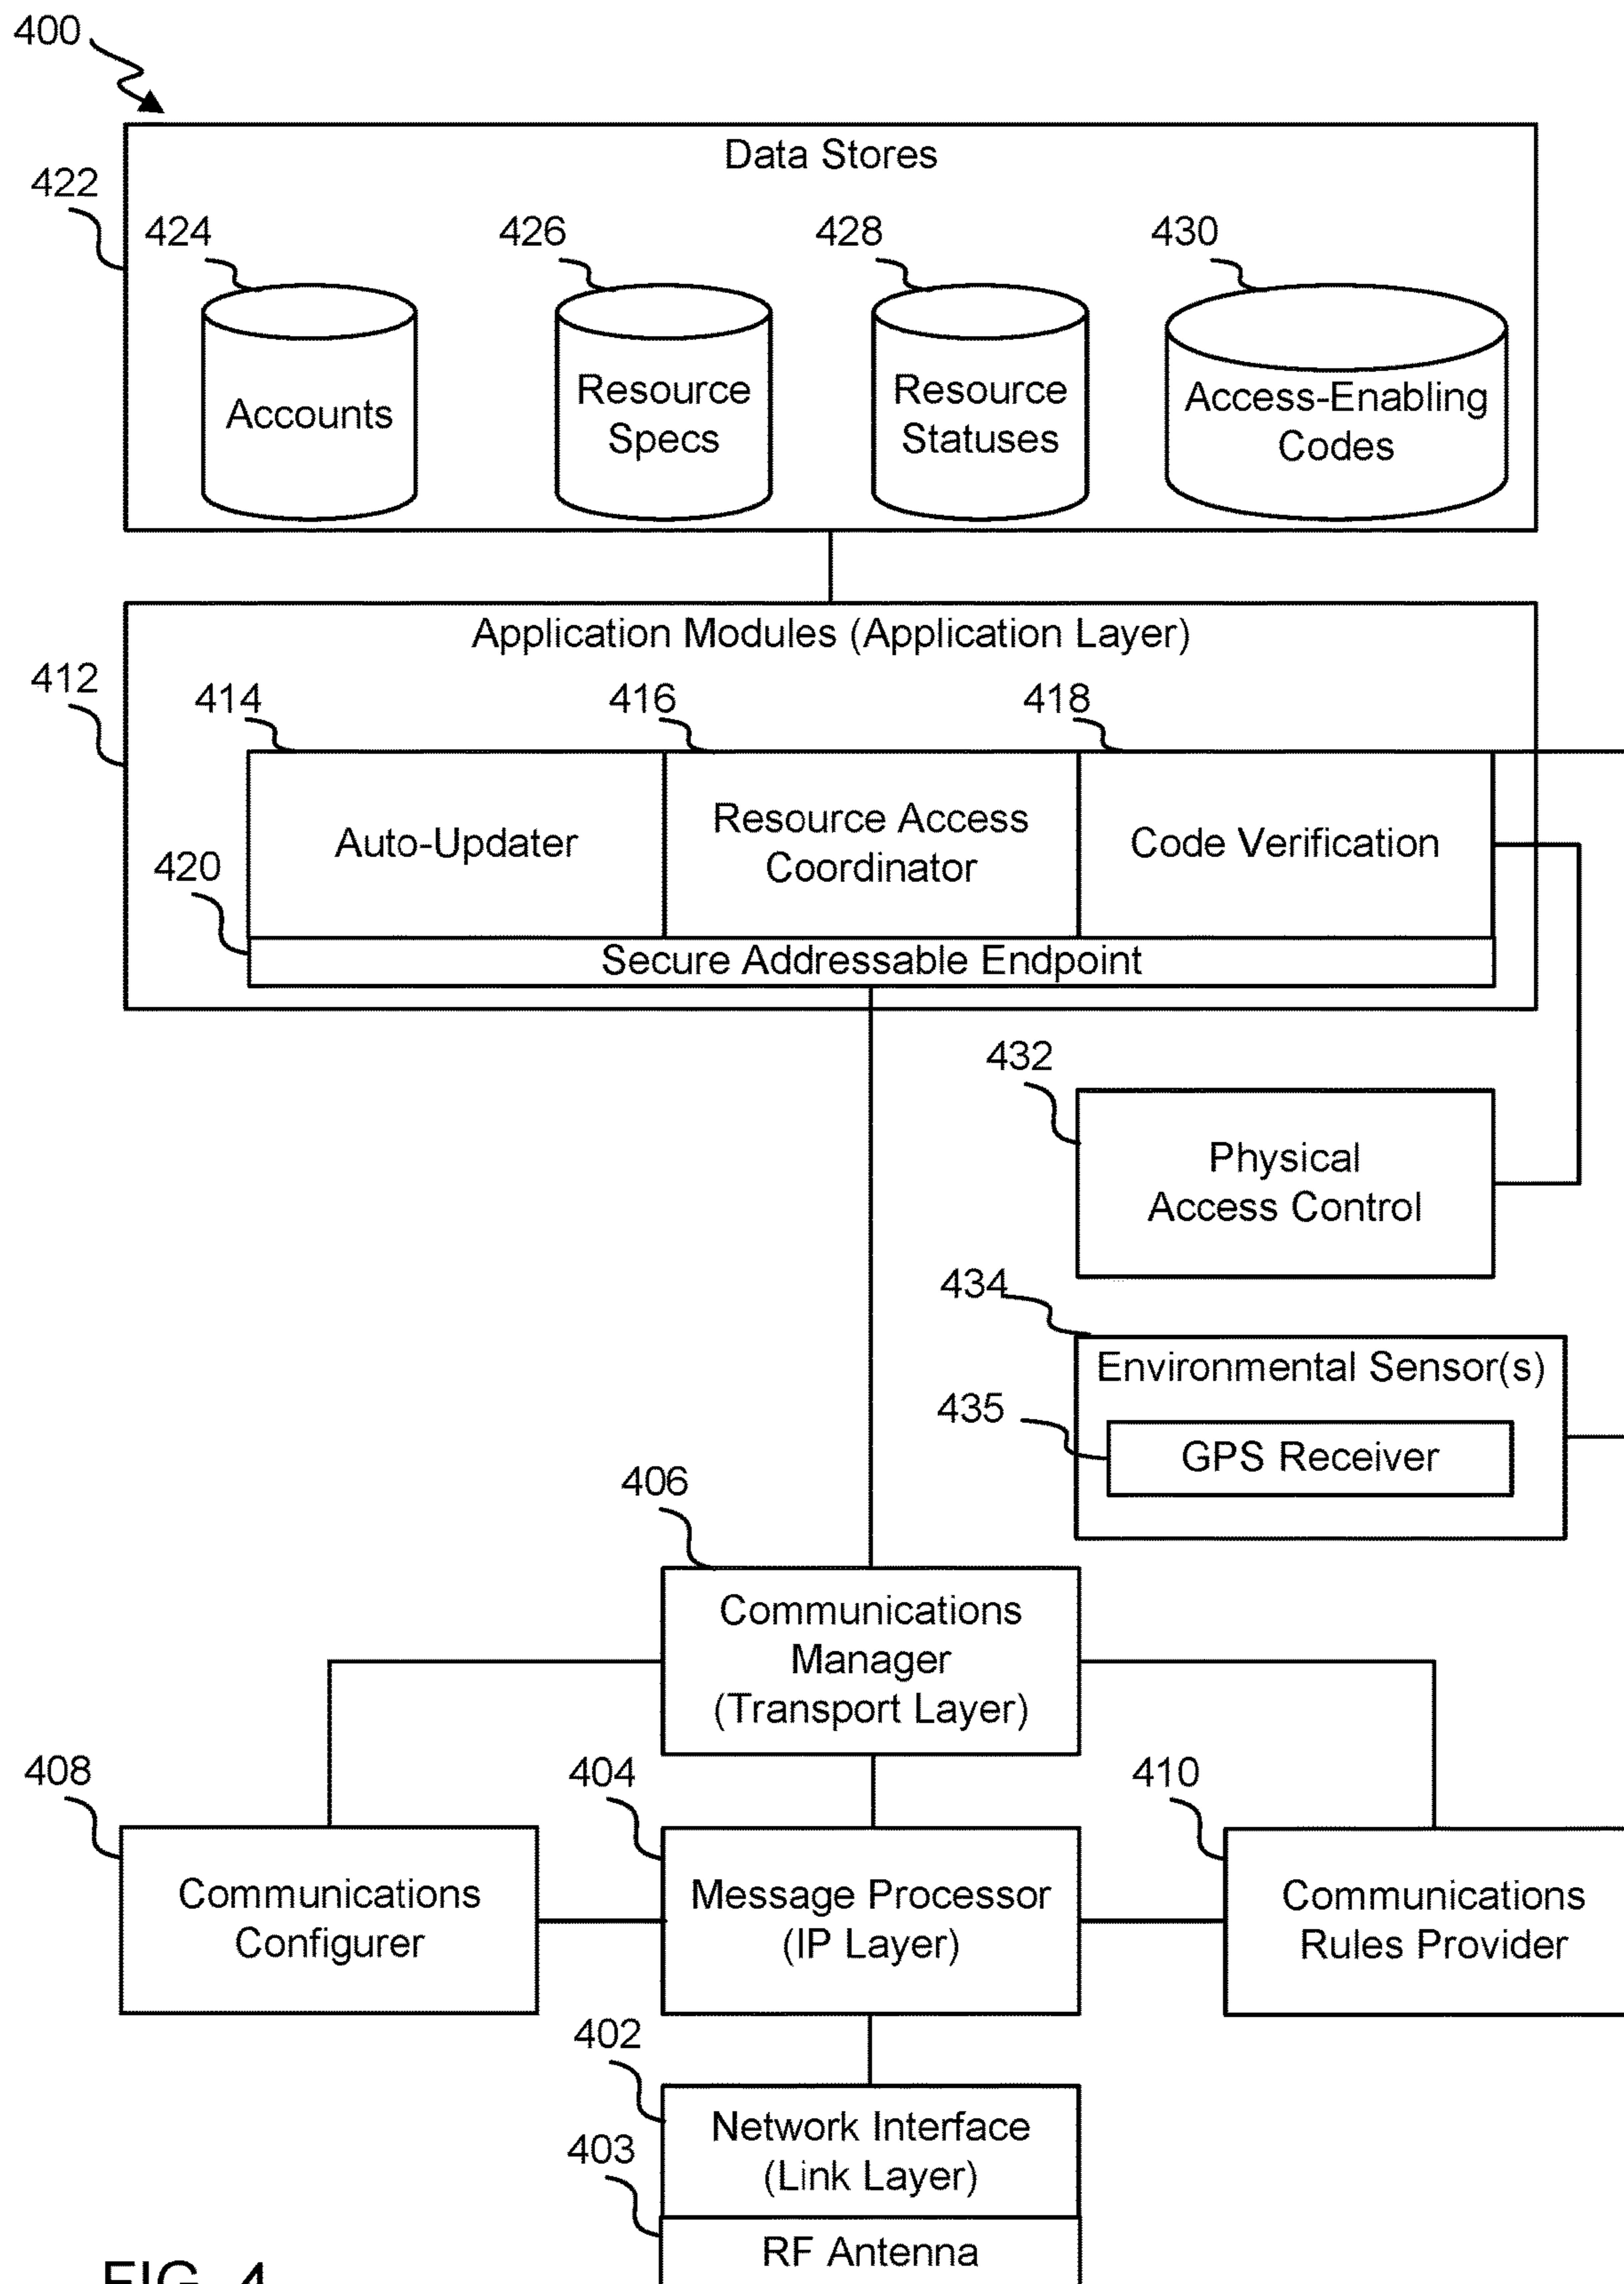 400
Data Stores
422
424
426
428
430
Accounts
Resource
Specs
Resource
Statuses
Access-Enabling
Codes
Application Modules (Application Layer)
412
414
416
418
Auto-Updater
Resource Access
Coordinator
Code Verification
420
Secure Addressable Endpoint
432
Physical
Access Control
434
Environmental Sensor(s)
435
GPS Receiver
406
Communications
Manager
(Transport Layer)
408
404
410
Communications
Configurer
Message Processor
(IP Layer)
Communications
Rules Provider
402
Network Interface
(Link Layer)
403
RF Antenna
FIG. 4